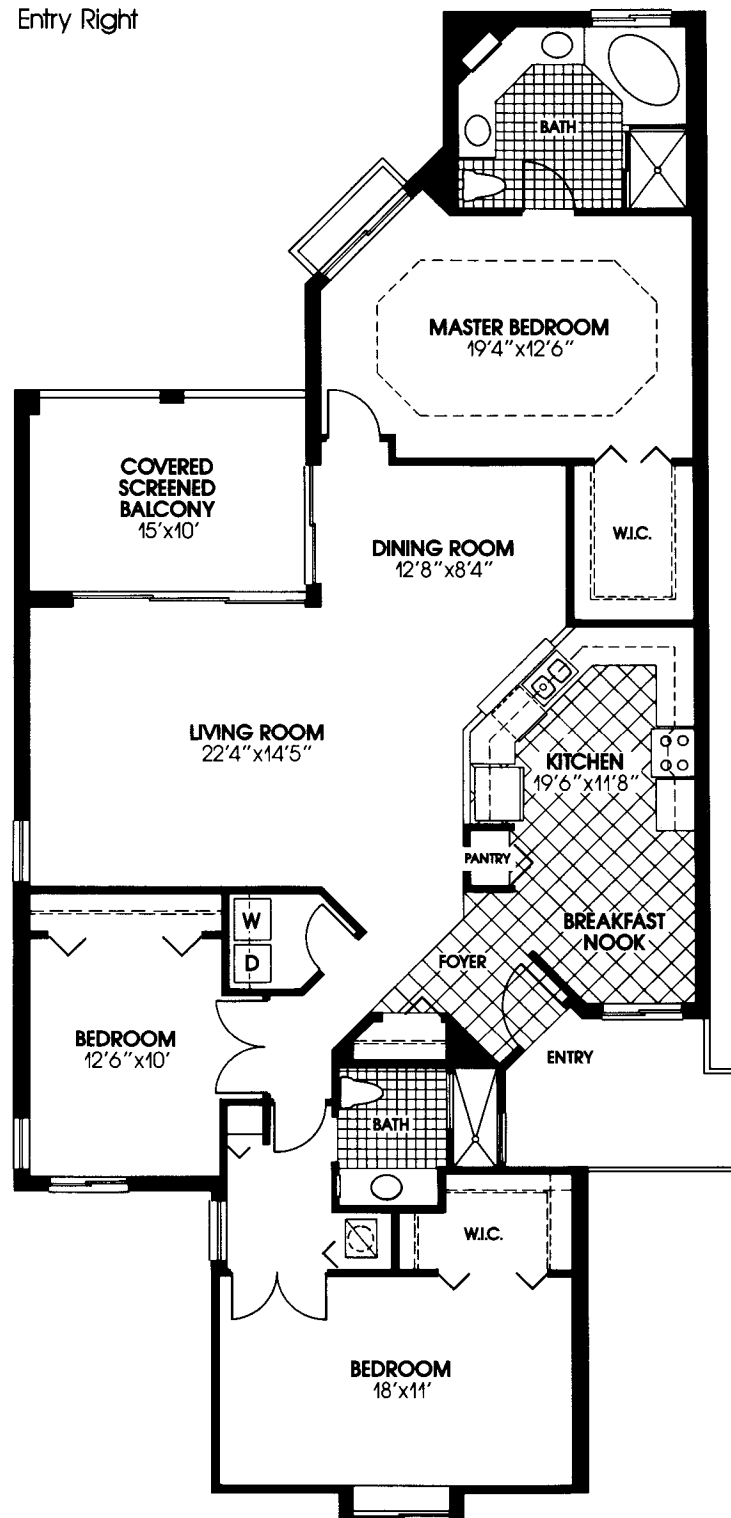 Entry Right
BATH
MASTER BEDROOM
19'4"x12'6"
COVERED
SCREENED
BALCONY
15'x10'
DINING ROOM
12'8"x8'4"
W.I.C.
LIVING ROOM
22'4"x14'5"
KITCHEN
19'6"x11'8"
PANTRY
BREAKFAST
NOOK
W
D
FOYER
BEDROOM
12'6"x10'
ENTRY
BATH
W.I.C.
BEDROOM
18'x11'